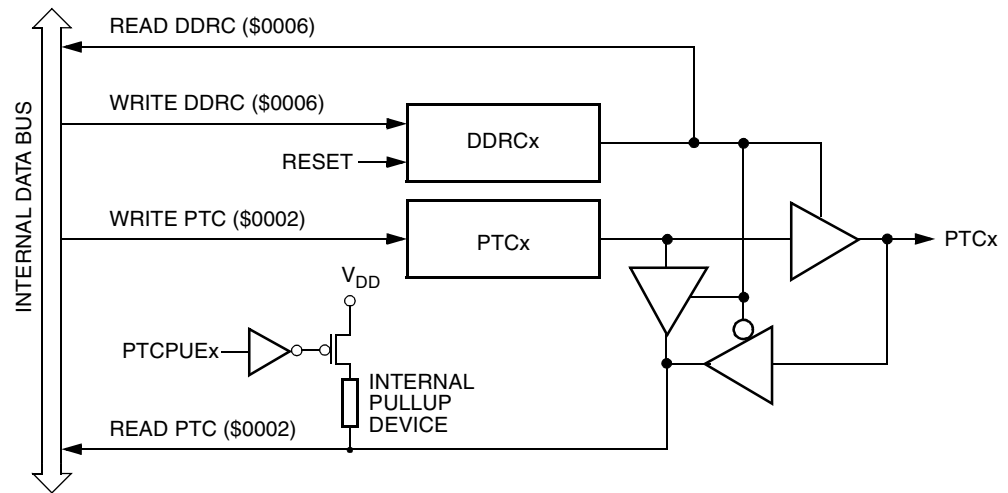 READ DDRC ($0006)
WRITE DDRC ($0006)
DDRCx
RESET
WRITE PTC ($0002)
PTCx
PTCx
INTERNAL DATA BUS
VDD
PTCPUEx
INTERNAL
PULLUP
DEVICE
READ PTC ($0002)